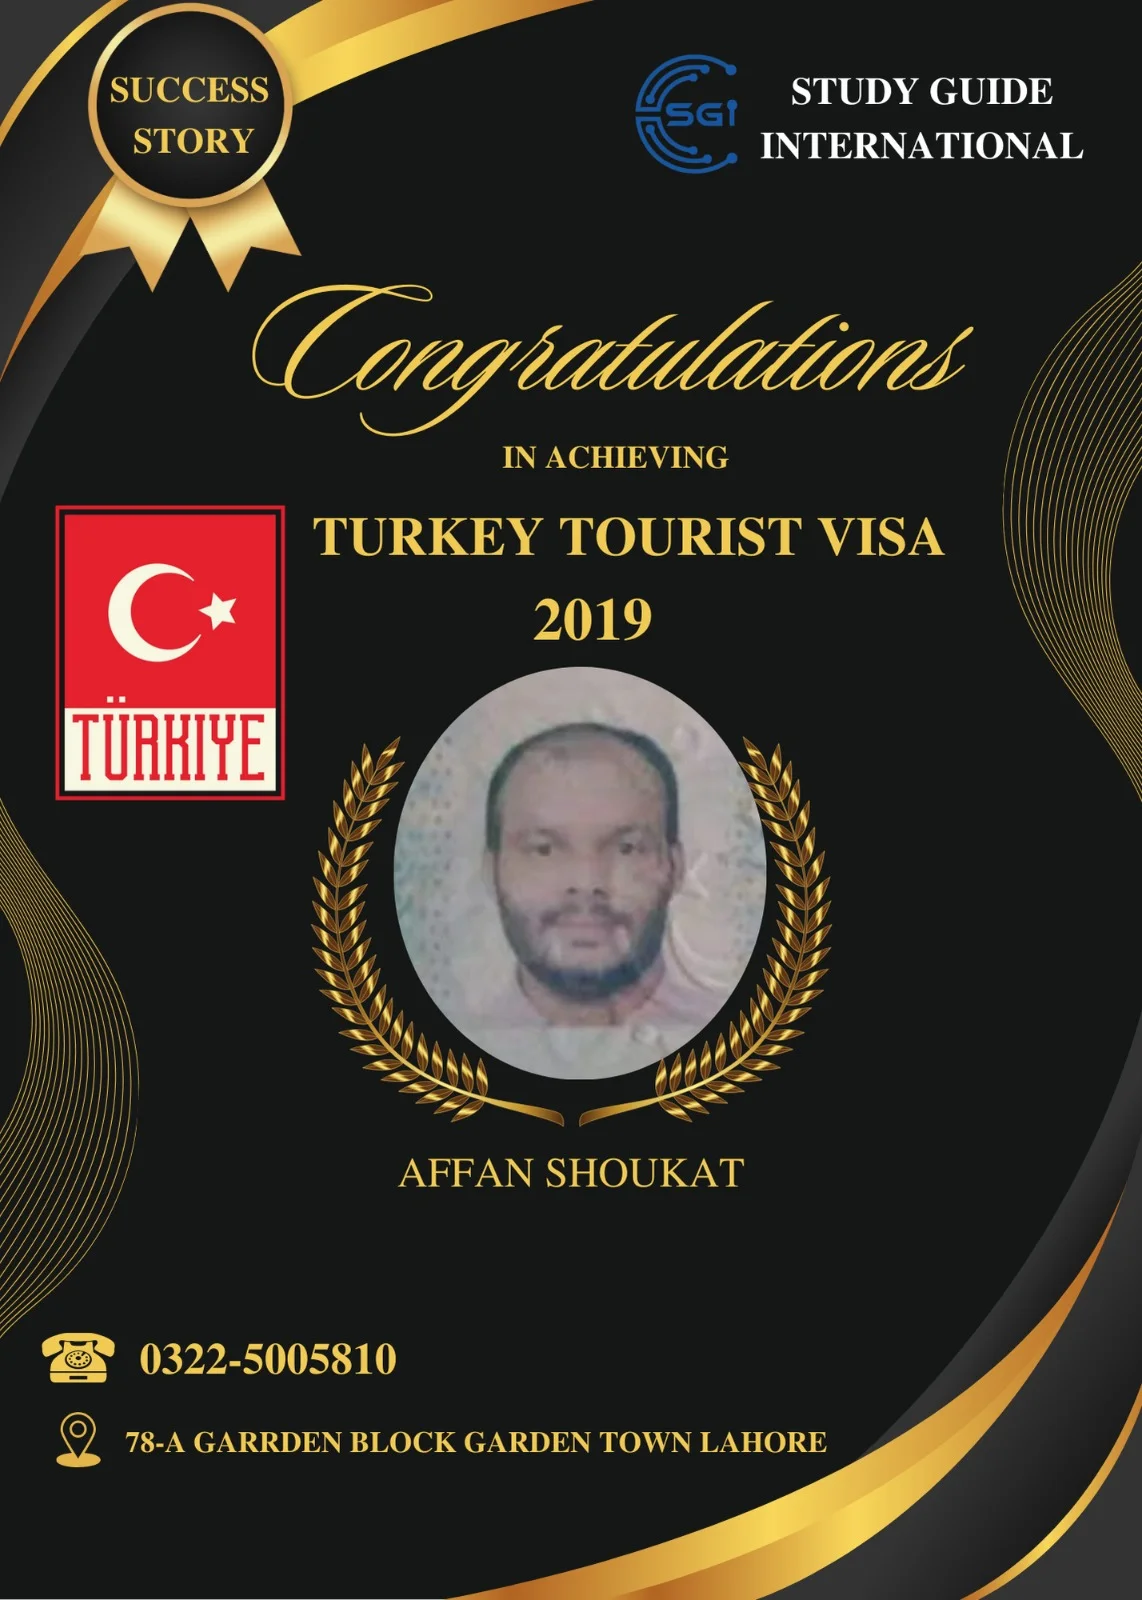 SUCCESS
STORY
SGI
STUDY GUIDE
INTERNATIONAL
Congratulations
IN ACHIEVING
TURKEY TOURIST VISA
2019
TÜRKIYE
AFFAN SHOUKAT
0322-5005810
78-A GARRDEN BLOCK GARDEN TOWN LAHORE